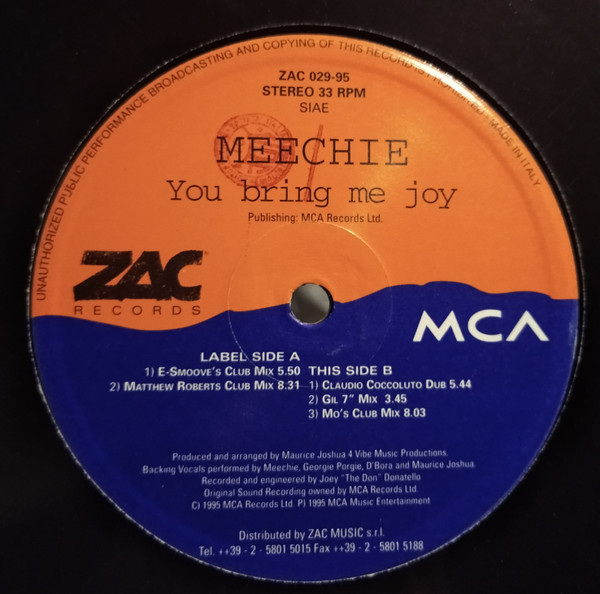 UNAUTHORIZED PUBLIC PERFORMANCE BROADCASTING AND COPYING OF THIS RECORD IS PROHIBITED - MADE IN ITALY
ZAC 029-95
STEREO 33 RPM
SIAE
MEECHIE
You bring me joy
Publishing: MCA Records Ltd.
ZAC
RECORDS
MCA
LABEL SIDE A
1) E-Smoove's Club Mix 5.50
2) Matthew Roberts Club Mix 8.31
THIS SIDE B
1) Claudio Coccoluto Dub 5.44
2) Gil 7" Mix 3.45
3) Mo's Club Mix 8.03
Produced and arranged by Maurice Joshua 4 Vibe Music Productions.
Backing Vocals performed by Meechie, Georgie Porgie, D'Bora and Maurice Joshua.
Recorded and engineered by Joey "The Don" Donatello
Original Sound Recording owned by MCA Records Ltd.
C) 1995 MCA Records Ltd. P) 1995 MCA Music Entertainment
Distributed by ZAC MUSIC s.r.l.
Tel. ++39 - 2 - 5801 5015 Fax ++39 - 2 - 5801 5188